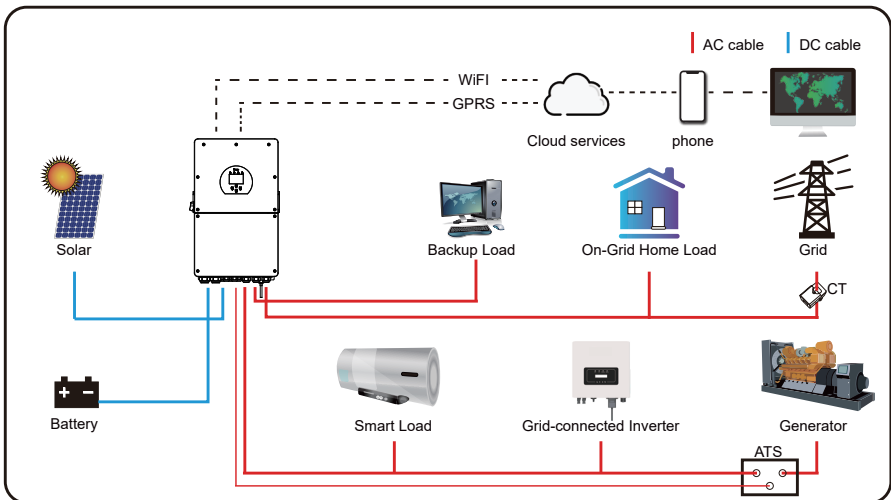 AC cable
DC cable
WiFI
GPRS
Cloud services
phone
Solar
Backup Load
On-Grid Home Load
Grid
CT
Battery
Smart Load
Grid-connected Inverter
Generator
ATS